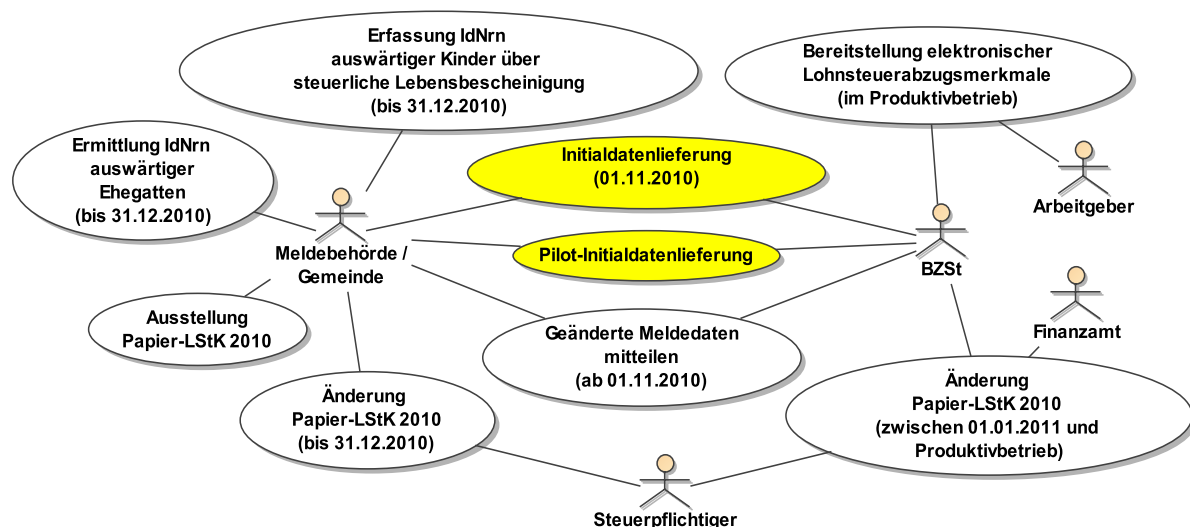 Erfassung IdNrn
auswärtiger Kinder über
steuerliche Lebensbescheinigung
(bis 31.12.2010)
Bereitstellung elektronischer
Lohnsteuerabzugsmerkmale
(im Produktivbetrieb)
Ermittlung IdNrn
auswärtiger
Ehegatten
(bis 31.12.2010)
Initialdatenlieferung
(01.11.2010)
Arbeitgeber
Meldebehörde /
Gemeinde
Pilot-Initialdatenlieferung
BZSt
Ausstellung
Papier-LStK 2010
Geänderte Meldedaten
mitteilen
(ab 01.11.2010)
Finanzamt
Änderung
Papier-LStK 2010
(bis 31.12.2010)
Änderung
Papier-LStK 2010
(zwischen 01.01.2011 und
Produktivbetrieb)
Steuerpflichtiger